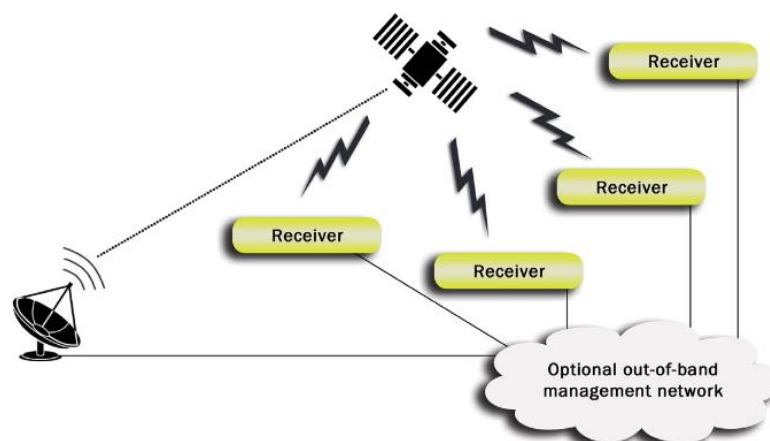 Receiver
Receiver
Receiver
Receiver
Optional out-of-band
management network